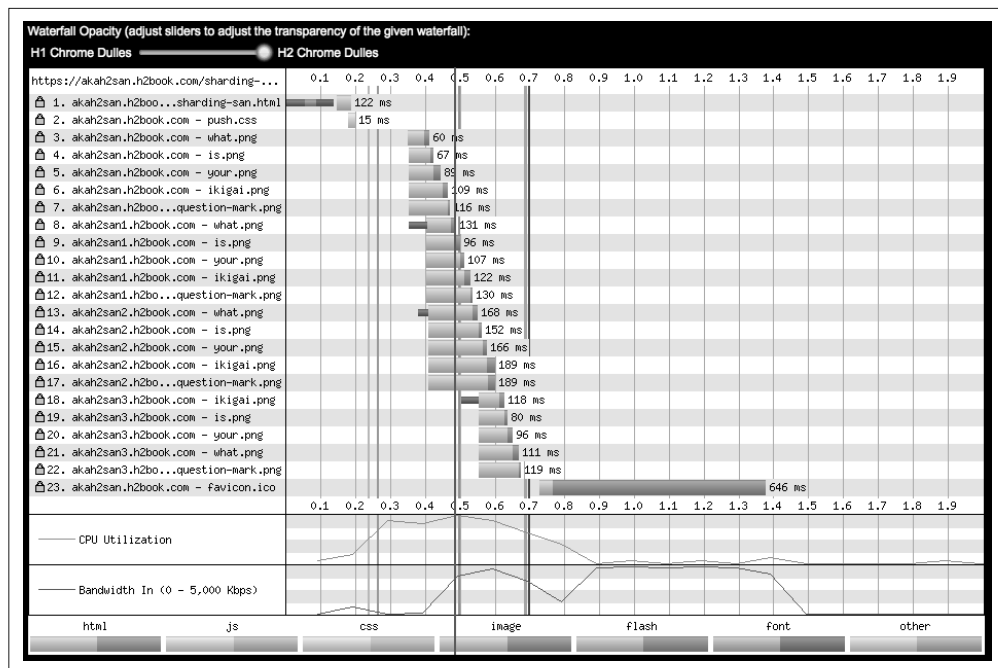 Waterfall Opacity (adjust sliders to adjust the transparency of the given waterfall):
H1 Chrome Dulles H2 Chrome Dulles
https://akah2san.h2book.com/sharding-... 0.1 0.2 0.3 0.4 0.5 0.6 0.7 0.8 0.9 1.0 1.1 1.2 1.3 1.4 1.5 1.6 1.7 1.8 1.9
1. akah2san.h2boo...sharding-san.html 122 ms
2. akah2san.h2book.com - push.css 15 ms
3. akah2san.h2book.com - what.png 60 ms
4. akah2san.h2book.com - is.png 67 ms
5. akah2san.h2book.com - your.png 89 ms
6. akah2san.h2book.com - ikigai.png 109 ms
7. akah2san.h2boo...question-mark.png 116 ms
8. akah2san1.h2book.com - what.png 131 ms
9. akah2san1.h2book.com - is.png 96 ms
10. akah2san1.h2book.com - your.png 107 ms
11. akah2san1.h2book.com - ikigai.png 122 ms
12. akah2san1.h2bo...question-mark.png 130 ms
13. akah2san2.h2book.com - what.png 168 ms
14. akah2san2.h2book.com - is.png 152 ms
15. akah2san2.h2book.com - your.png 166 ms
16. akah2san2.h2book.com - ikigai.png 189 ms
17. akah2san2.h2bo...question-mark.png 189 ms
18. akah2san3.h2book.com - ikigai.png 118 ms
19. akah2san3.h2book.com - is.png 80 ms
20. akah2san3.h2book.com - your.png 96 ms
21. akah2san3.h2book.com - what.png 111 ms
22. akah2san3.h2bo...question-mark.png 119 ms
23. akah2san.h2book.com - favicon.ico 646 ms
0.1 0.2 0.3 0.4 0.5 0.6 0.7 0.8 0.9 1.0 1.1 1.2 1.3 1.4 1.5 1.6 1.7 1.8 1.9
CPU Utilization
Bandwidth In (0 - 5,000 Kbps)
html js css image flash font other